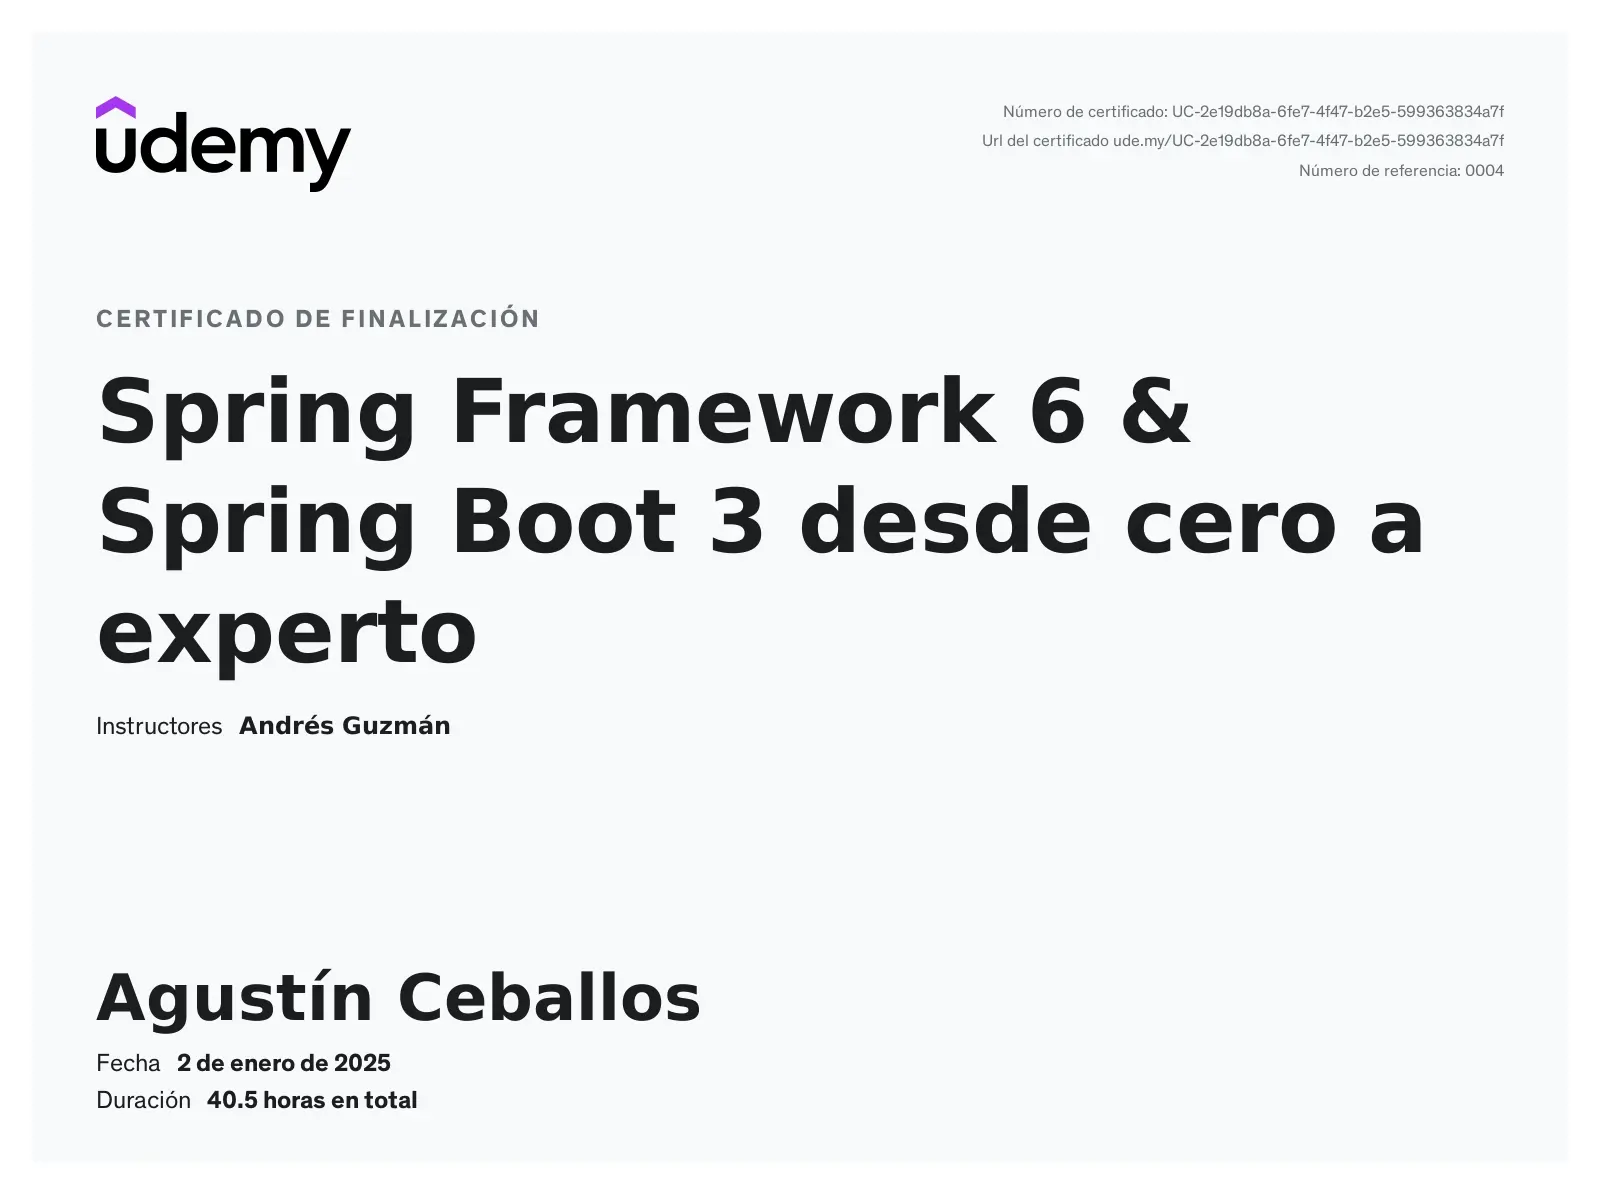 udemy
Número de certificado: UC-2e19db8a-6fe7-4f47-b2e5-599363834a7f
Url del certificado ude.my/UC-2e19db8a-6fe7-4f47-b2e5-599363834a7f
Número de referencia: 0004
CERTIFICADO DE FINALIZACIÓN
Spring Framework 6 &
Spring Boot 3 desde cero a
experto
Instructores Andrés Guzmán
Agustín Ceballos
Fecha 2 de enero de 2025
Duración 40.5 horas en total